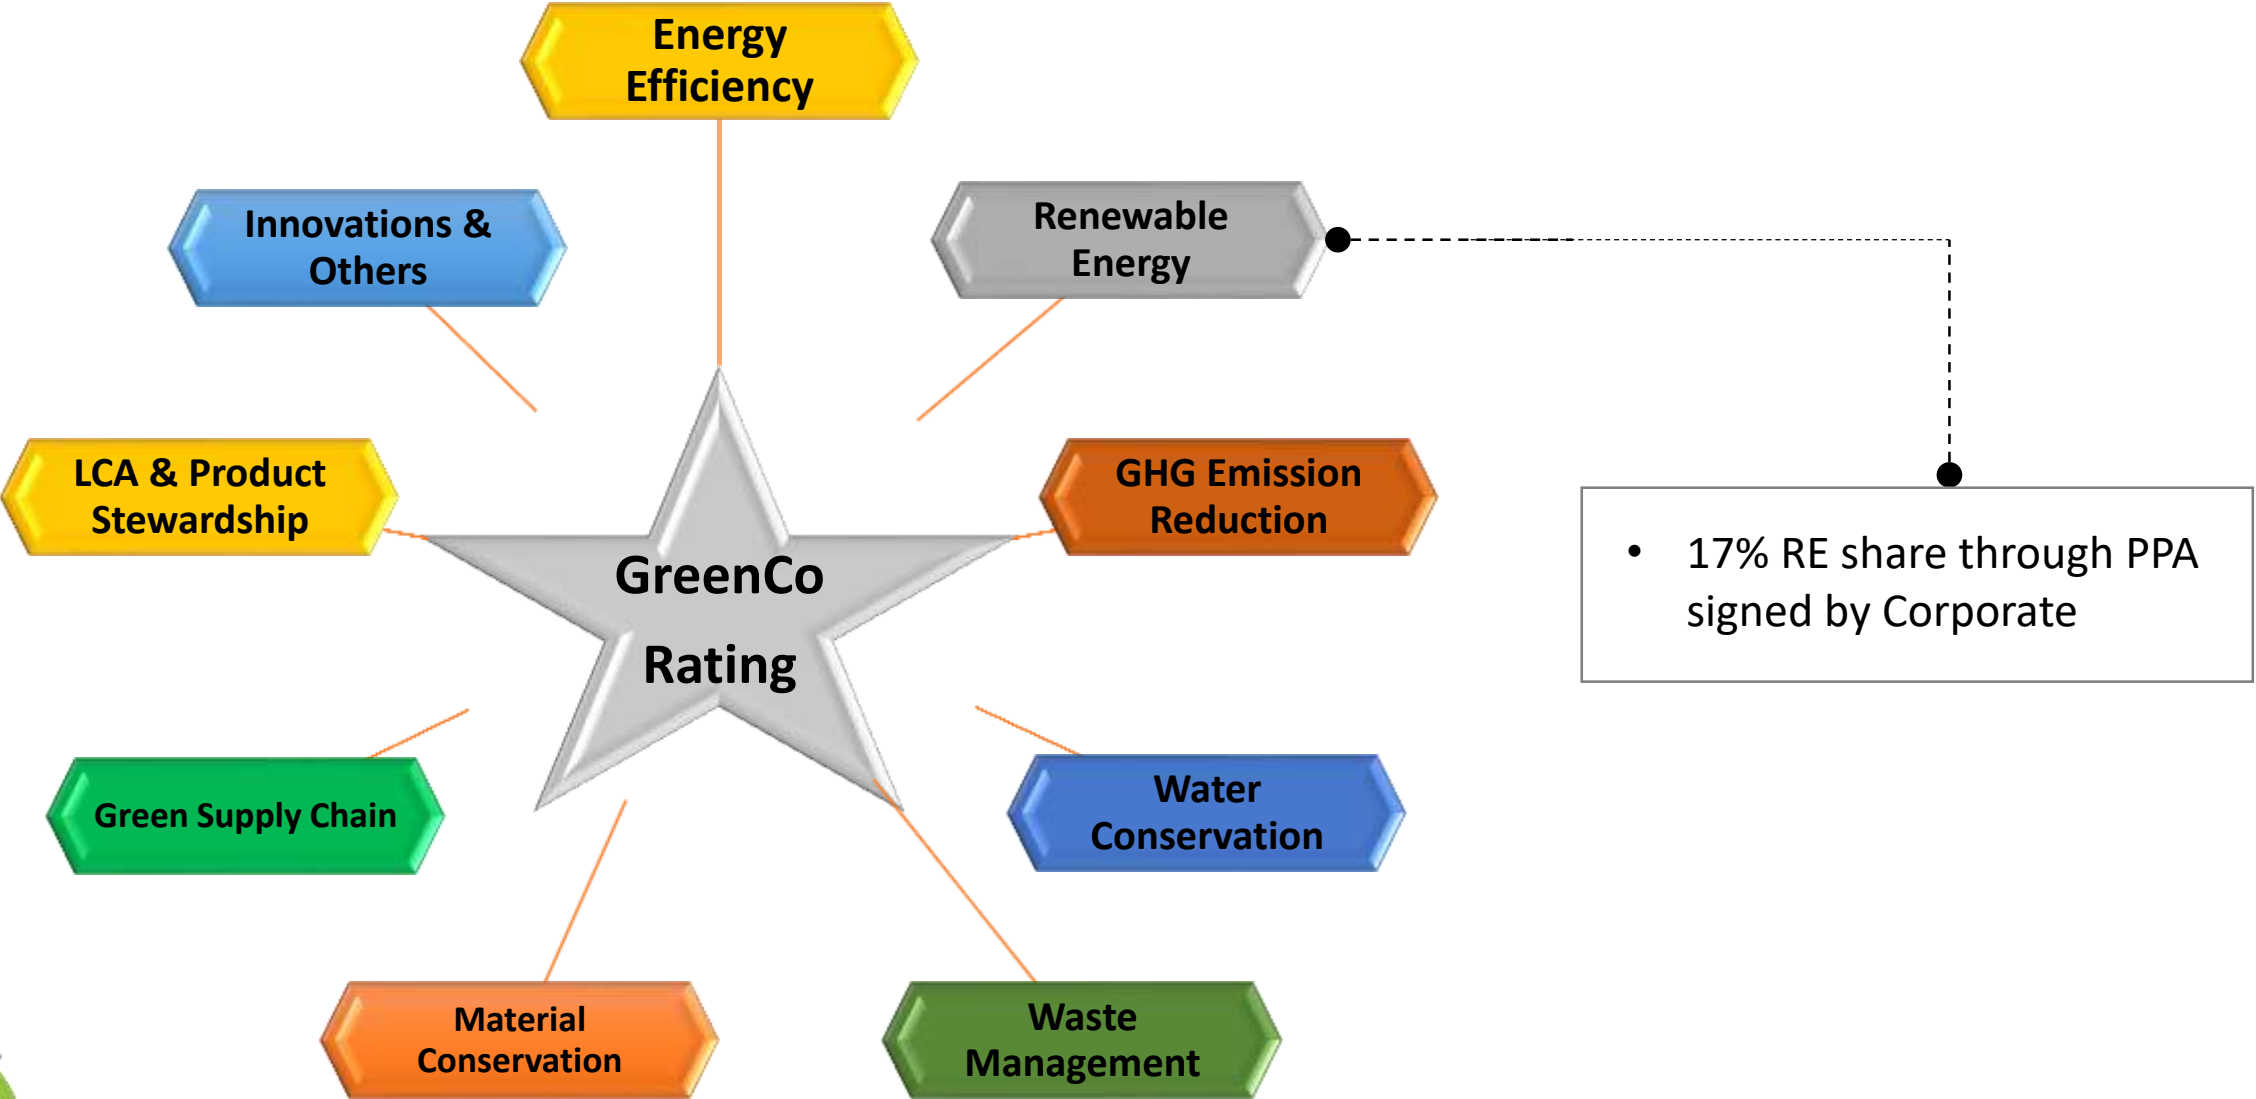 Energy
Efficiency
Innovations &
Others
Renewable
Energy
LCA & Product
Stewardship
GHG Emission
Reduction
GreenCo
Rating
• 17% RE share through PPA
signed by Corporate
Green Supply Chain
Water
Conservation
Material
Conservation
Waste
Management